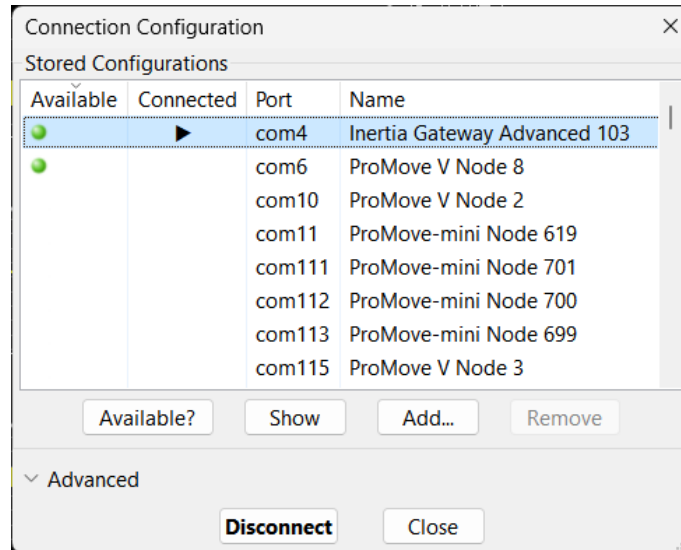 Connection Configuration
Stored Configurations
Available Connected Port Name
com4 Inertia Gateway Advanced 103
com6 ProMove V Node 8
com10 ProMove V Node 2
com11 ProMove-mini Node 619
com111 ProMove-mini Node 701
com112 ProMove-mini Node 700
com113 ProMove-mini Node 699
com115 ProMove V Node 3
Available? Show Add... Remove
Advanced
Disconnect Close